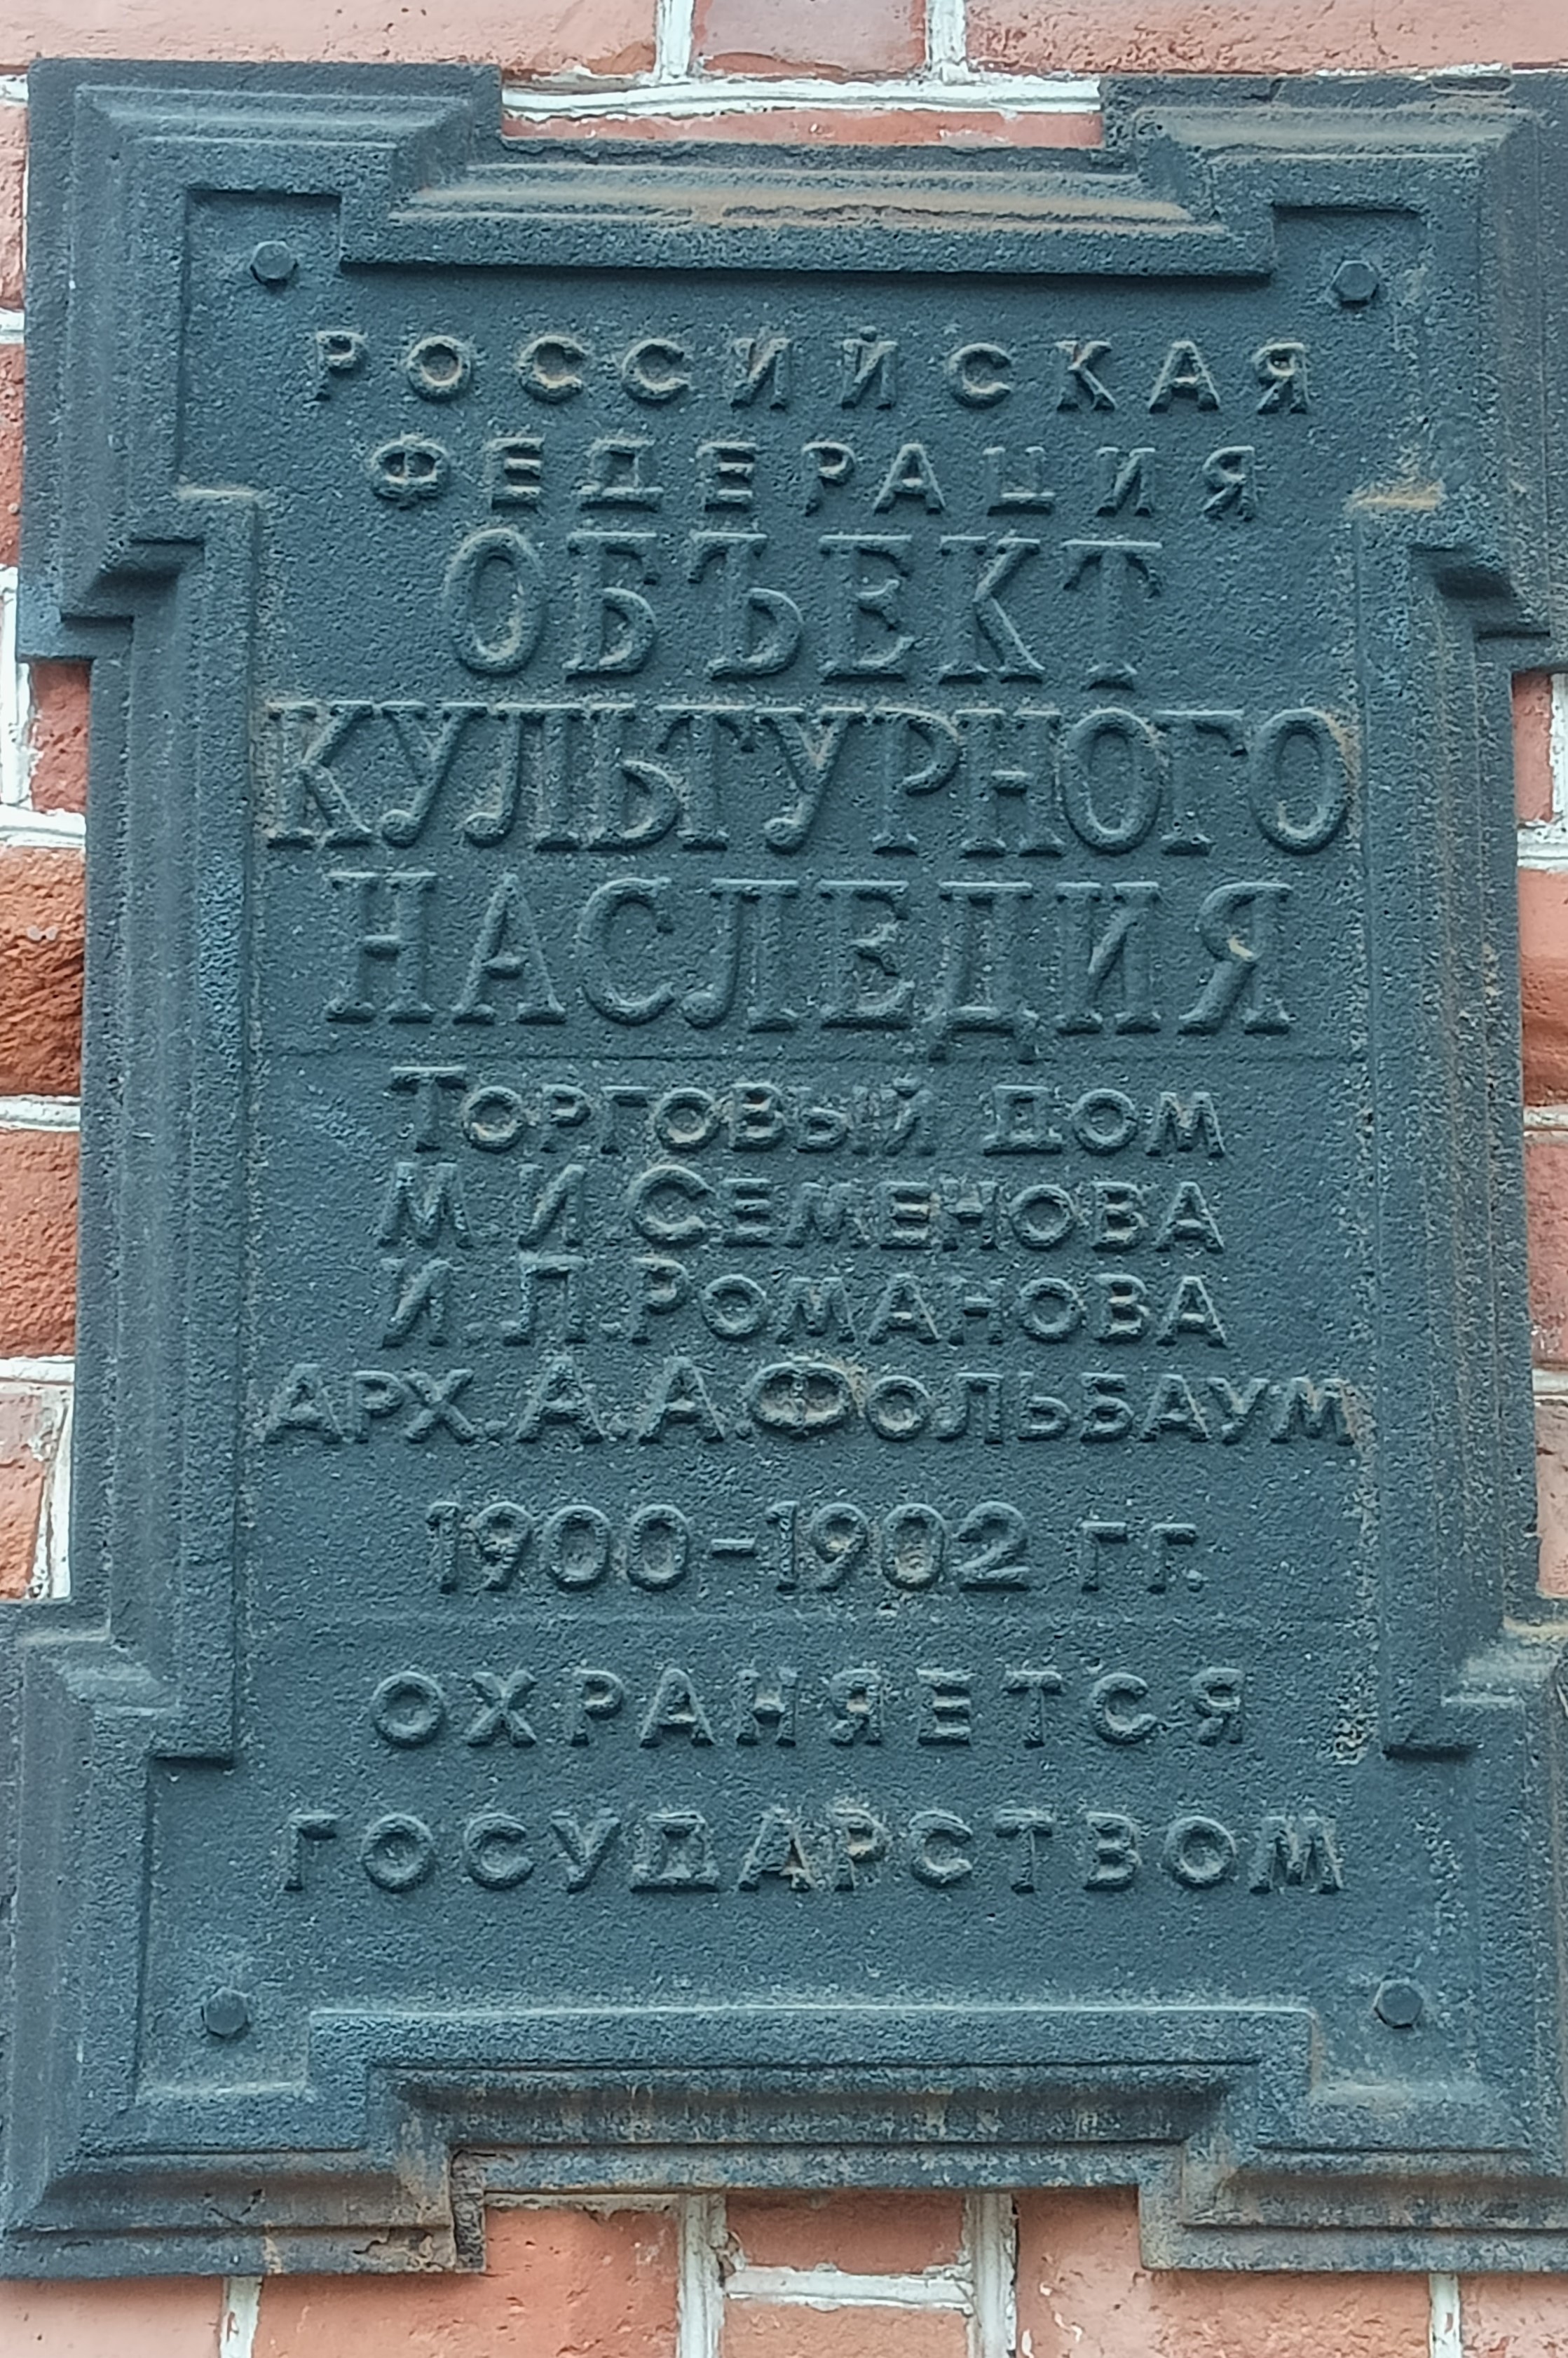 РОССИЙСКАЯ
ФЕДЕРАЦИЯ
ОБЪЕКТ
КУЛЬТУРНОГО
НАСЛЕДИЯ
Торговый дом
М.И.Семенова
И.Л.Романова
Арх.А.А.Фольбаум
1900-1902 гг.
ОХРАНЯЕТСЯ
ГОСУДАРСТВОМ